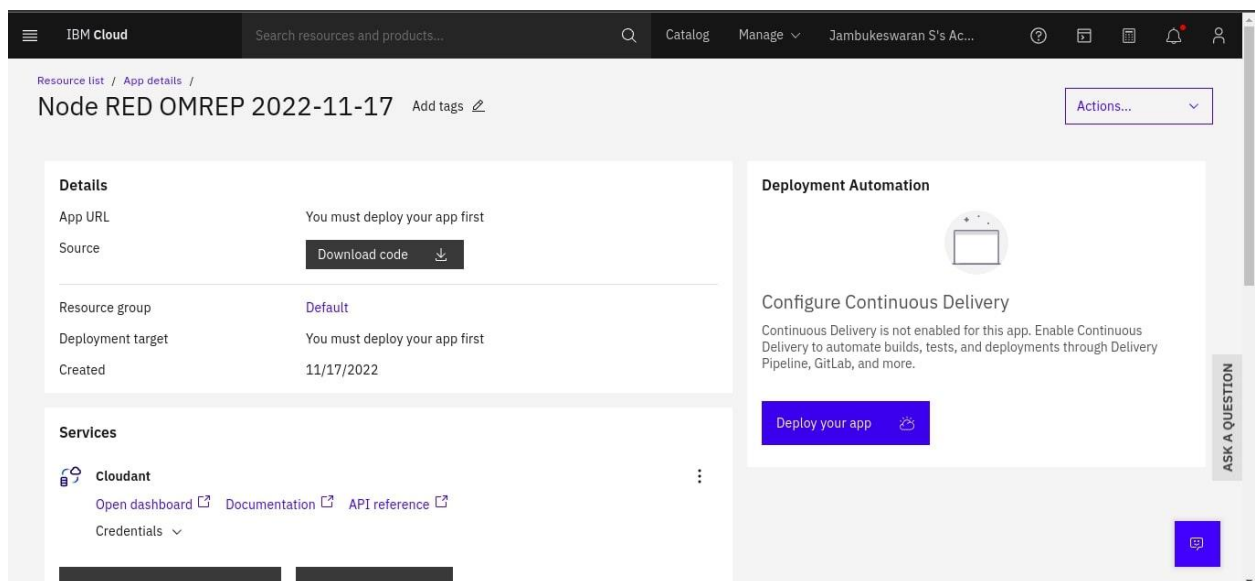 IBM Cloud
Search resources and products...
Catalog
Manage
Jambukeswaran S's Ac...
Resource list / App details /
Node RED OMREP 2022-11-17
Add tags
Actions...
Details
App URL
You must deploy your app first
Source
Download code
Resource group
Default
Deployment target
You must deploy your app first
Created
11/17/2022
Services
Cloudant
Open dashboard
Documentation
API reference
Credentials
Deployment Automation
Configure Continuous Delivery
Continuous Delivery is not enabled for this app. Enable Continuous
Delivery to automate builds, tests, and deployments through Delivery
Pipeline, GitLab, and more.
Deploy your app
ASK A QUESTION